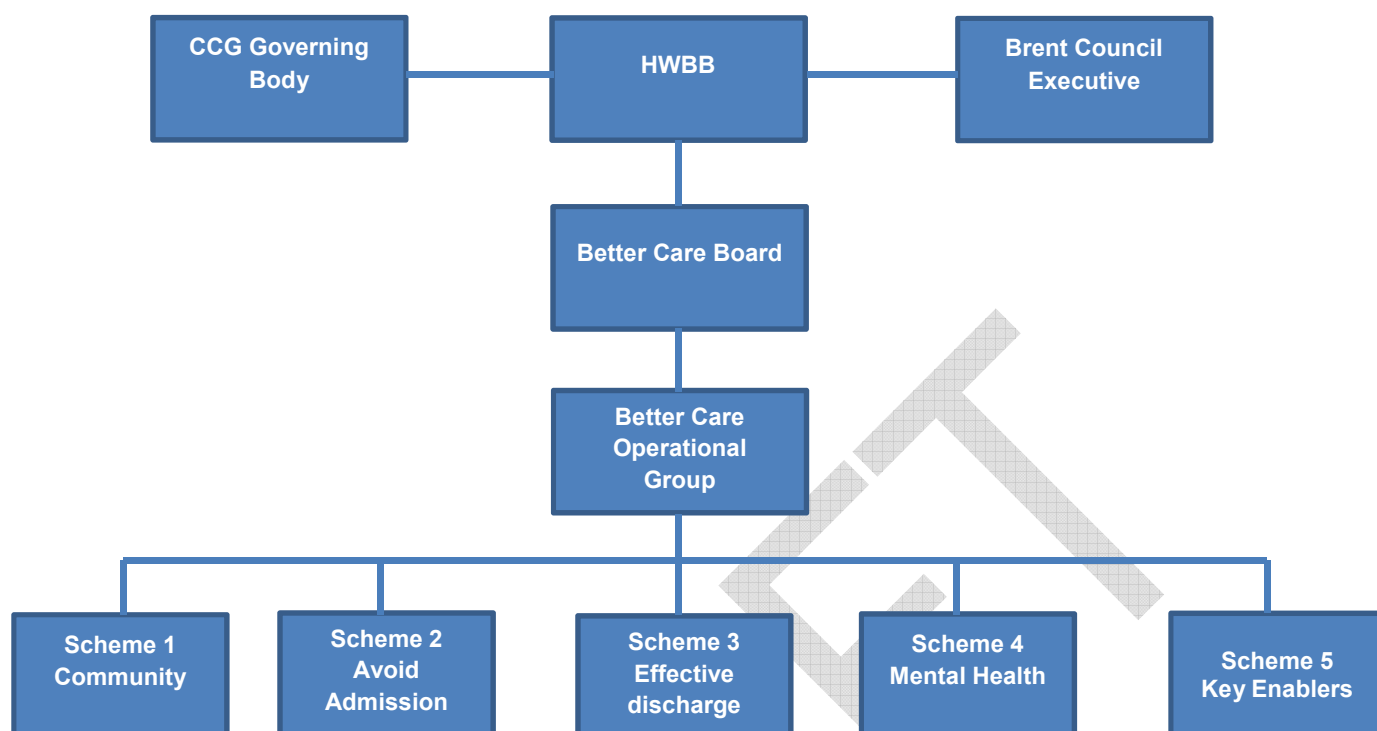 CCG Governing
Body
HWBB
Brent Council
Executive
Better Care Board
Better Care
Operational
Group
Scheme 1
Community
Scheme 2
Avoid
Admission
Scheme 3
Effective
discharge
Scheme 4
Mental Health
Scheme 5
Key Enablers